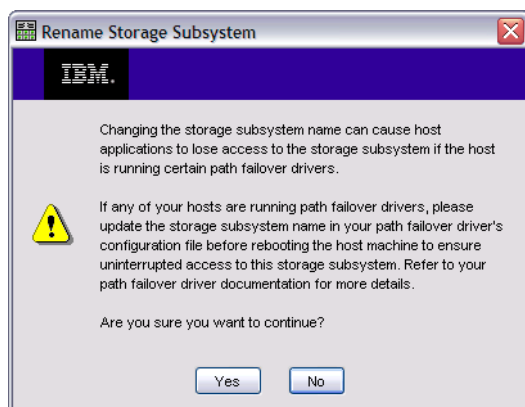 Rename Storage Subsystem
IBM.
Changing the storage subsystem name can cause host
applications to lose access to the storage subsystem if the host
is running certain path failover drivers.
If any of your hosts are running path failover drivers, please
update the storage subsystem name in your path failover driver's
configuration file before rebooting the host machine to ensure
uninterrupted access to this storage subsystem. Refer to your
path failover driver documentation for more details.
Are you sure you want to continue?
Yes No